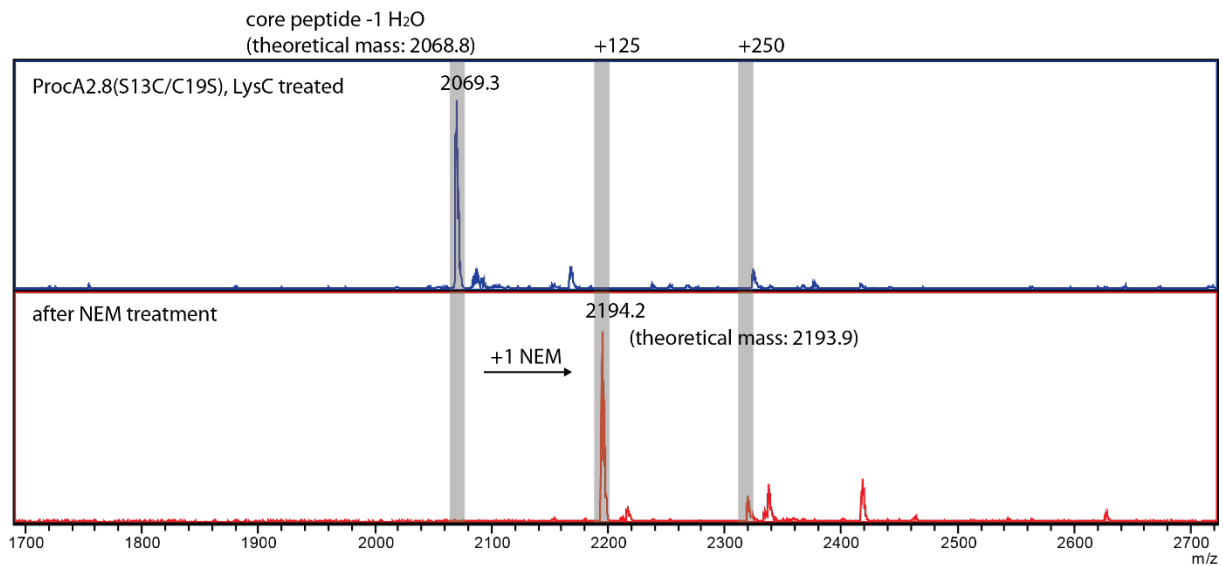 core peptide -1 H₂O
(theoretical mass: 2068.8)
+125
+250
ProcA2.8(S13C/C19S), LysC treated
2069.3
after NEM treatment
2194.2
(theoretical mass: 2193.9)
+1 NEM
1700 1800 1900 2000 2100 2200 2300 2400 2500 2600 2700
m/z